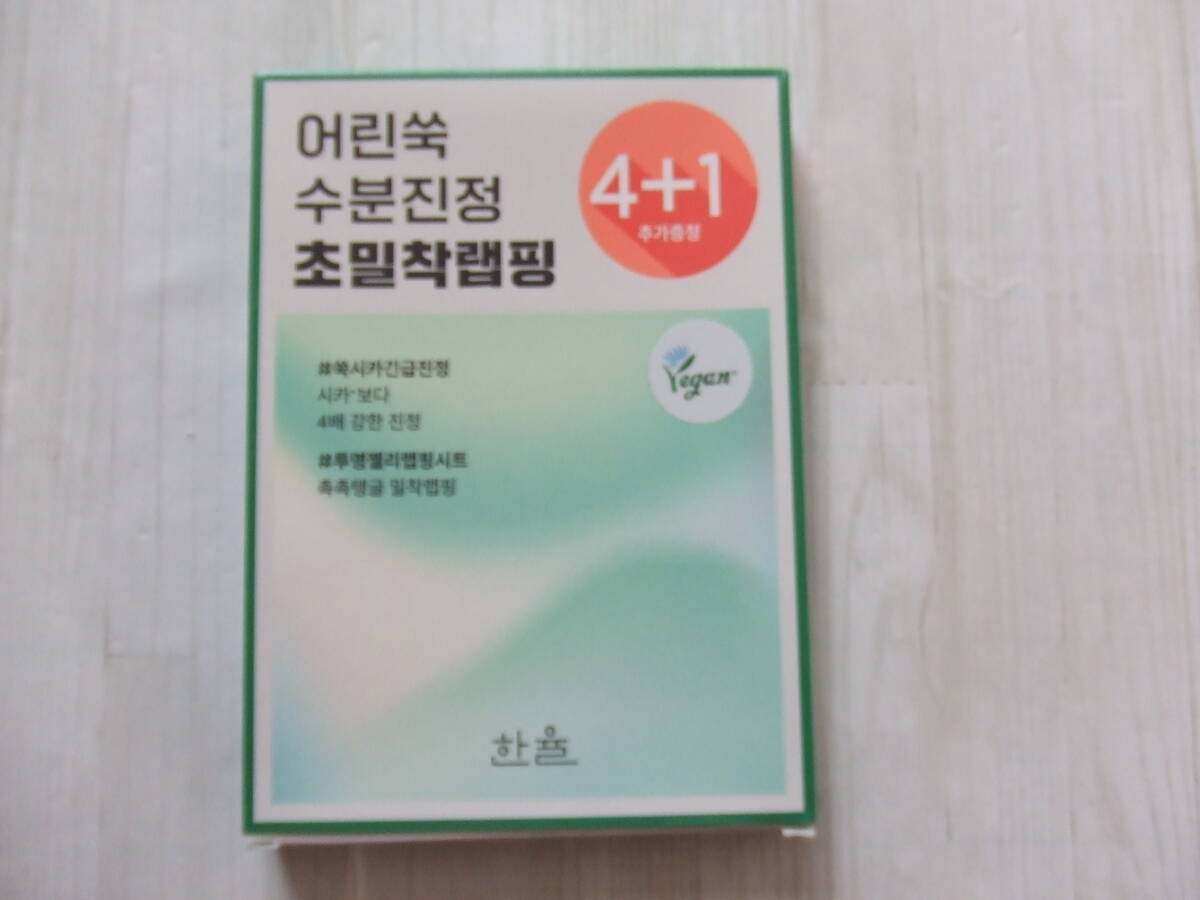 어린쑥
수분진정
초밀착랩핑
4+1
추가증정
#쑥시카긴급진정
시카*보다
4배 강한 진정
#투명젤리랩핑시트
촉촉탱글 밀착랩핑
Vegan
한율